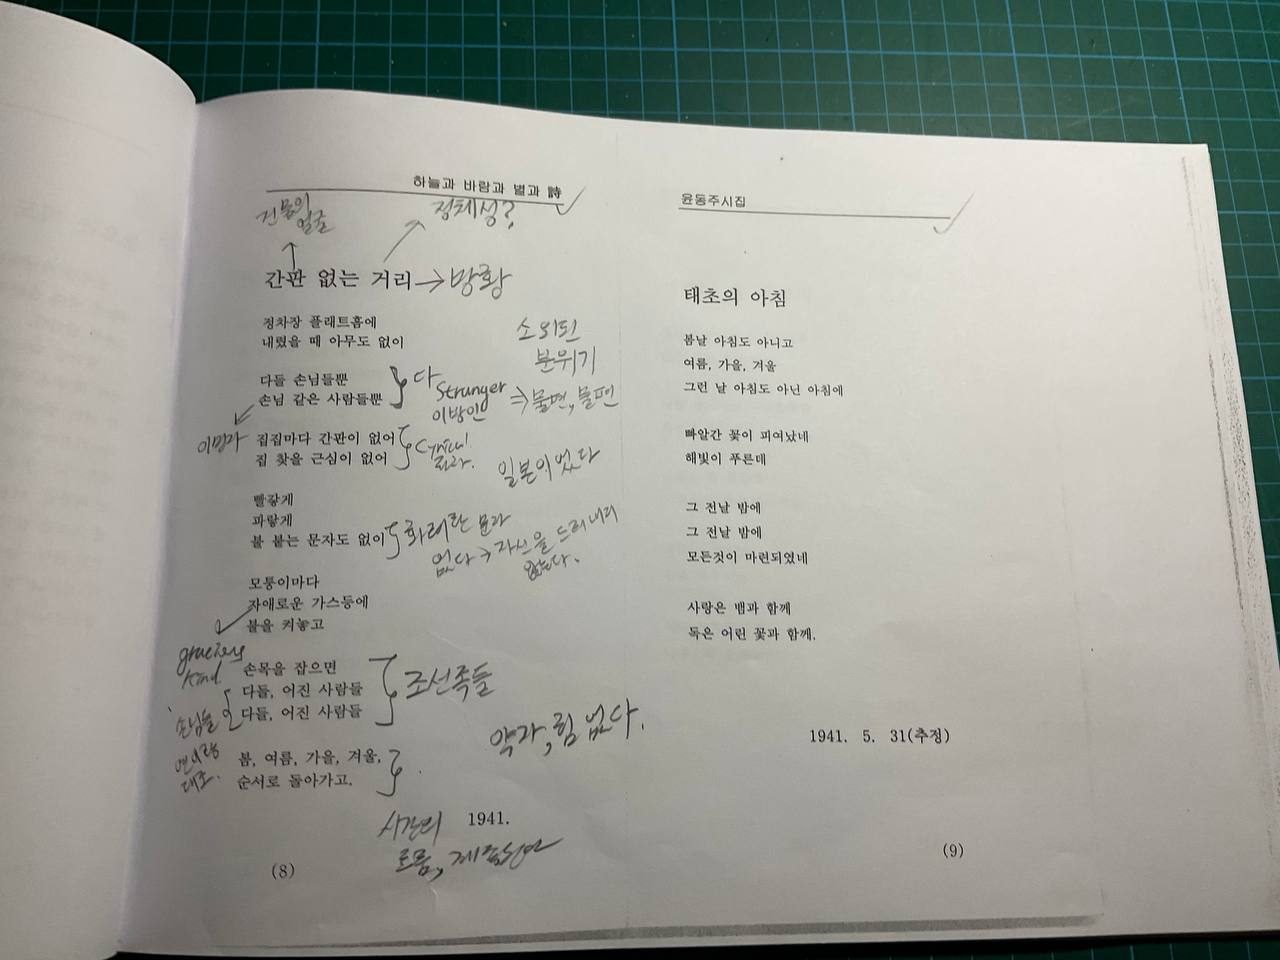 하늘과 바람과 별과 詩
건물의
얼굴
정체성?
간판 없는 거리 → 방황
정차장 플래트홈에
내렸을 때 아무도 없이
소외된
분위기
다들 손님들뿐
손님 같은 사람들뿐
다
Stranger
이방인
⇒ 불편, 불편
집집마다 간판이 없어
집 찾을 근심이 없어
빨갛게
파랗게
불 붙는 문자도 없이
화려한 문자
없다 → 자신을 드러내지
않는다.
모퉁이마다
자애로운 가스등에
불을 켜놓고
gracious
kind
손목을 잡으면
다들, 어진 사람들
다들, 어진 사람들
조선족들
손님들
약자, 힘 없다.
봄, 여름, 가을, 겨울,
순서로 돌아가고.
시간의
1941.
(8)
윤동주시집
태초의 아침
봄날 아침도 아니고
여름, 가을, 겨울
그런 날 아침도 아닌 아침에
빠알간 꽃이 피여났네
해빛이 푸른데
그 전날 밤에
그 전날 밤에
모든것이 마련되였네
사랑은 뱀과 함께
독은 어린 꽃과 함께.
1941. 5. 31(추정)
(9)